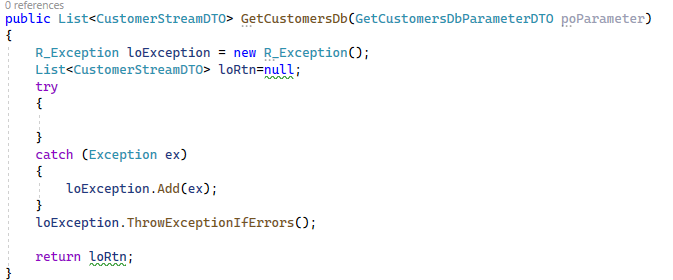 0 references
public List<CustomerStreamDTO> GetCustomersDb(GetCustomersDbParameterDTO poParameter)
{
    R_Exception loException = new R_Exception();
    List<CustomerStreamDTO> loRtn=null;
    try
    {

    }
    catch (Exception ex)
    {
        loException.Add(ex);
    }
    loException.ThrowExceptionIfErrors();

    return loRtn;
}